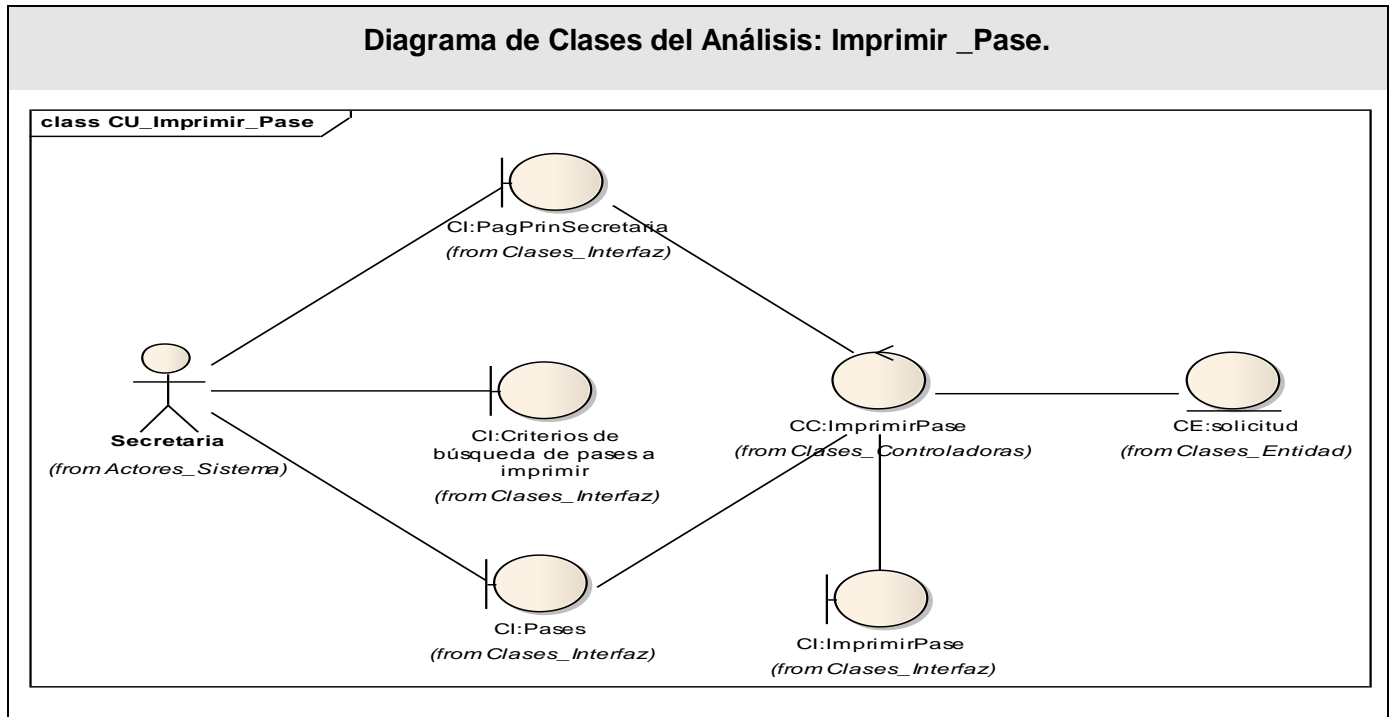 Diagrama de Clases del Análisis: Imprimir _Pase.
class CU_Imprimir_Pase
CI:PagPrinSecretaria
(from Clases_Interfaz)
Secretaria
(from Actores_Sistema)
CI:Criterios de
búsqueda de pases a
imprimir
(from Clases_Interfaz)
CC:ImprimirPase
(from Clases_Controladoras)
CE:solicitud
(from Clases_Entidad)
CI:Pases
(from Clases_Interfaz)
CI:ImprimirPase
(from Clases_Interfaz)